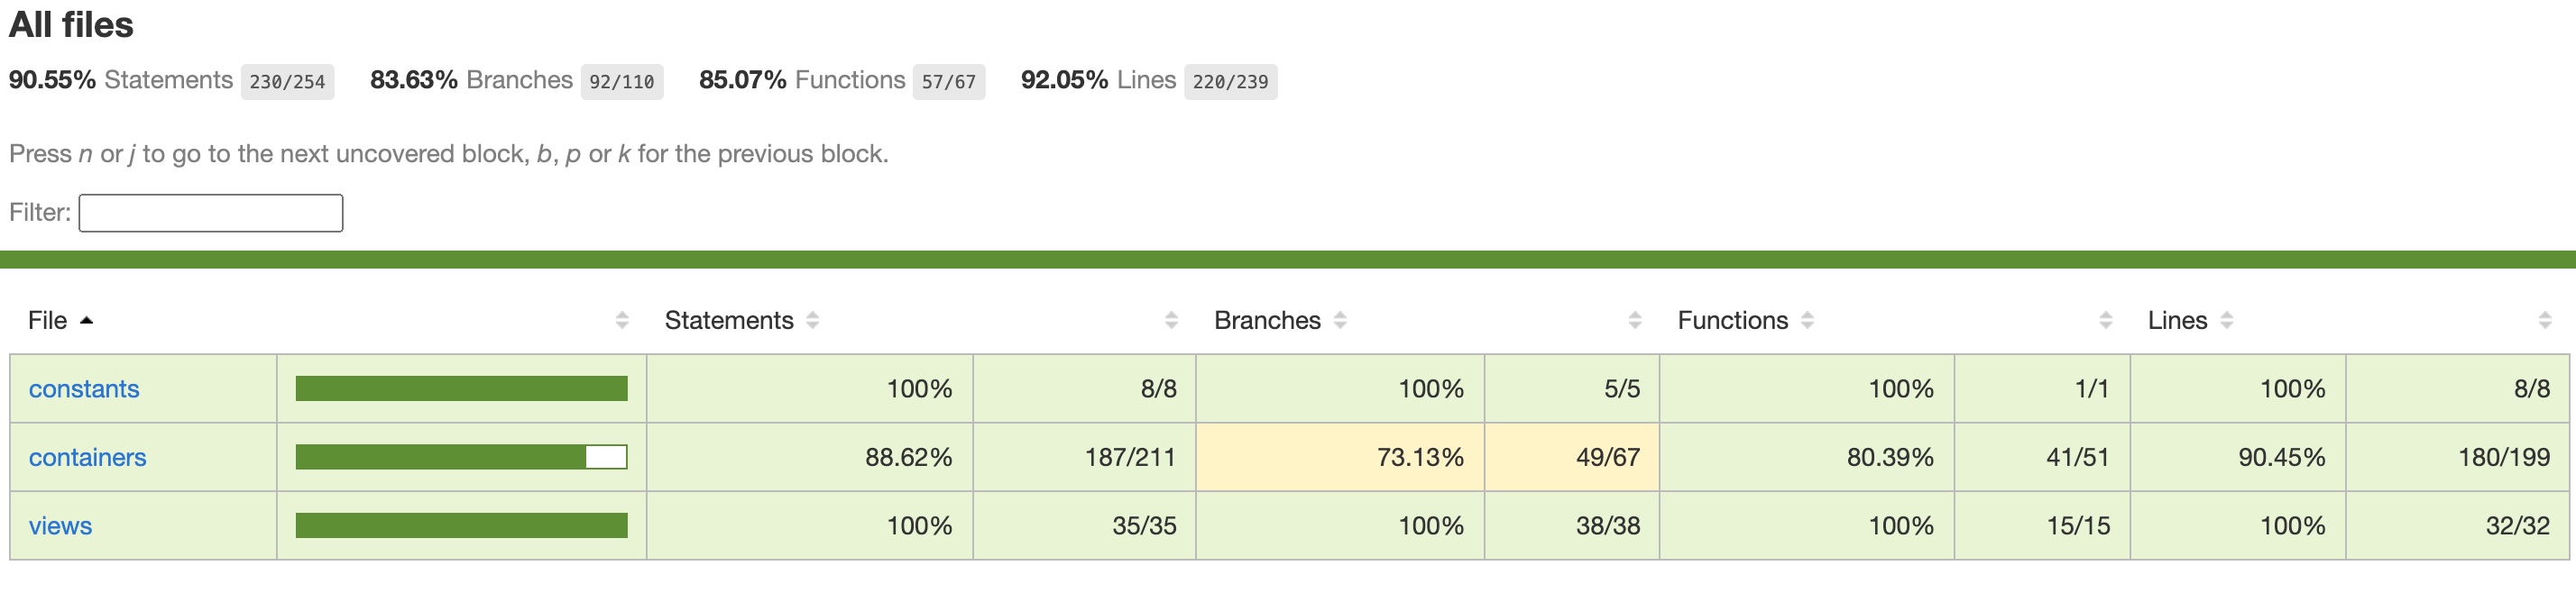 All files
90.55% Statements 230/254 83.63% Branches 92/110 85.07% Functions 57/67 92.05% Lines 220/239
Press n or j to go to the next uncovered block, b, p or k for the previous block.
Filter:
File Statements Branches Functions Lines
constants 100% 8/8 100% 5/5 100% 1/1 100% 8/8
containers 88.62% 187/211 73.13% 49/67 80.39% 41/51 90.45% 180/199
views 100% 35/35 100% 38/38 100% 15/15 100% 32/32